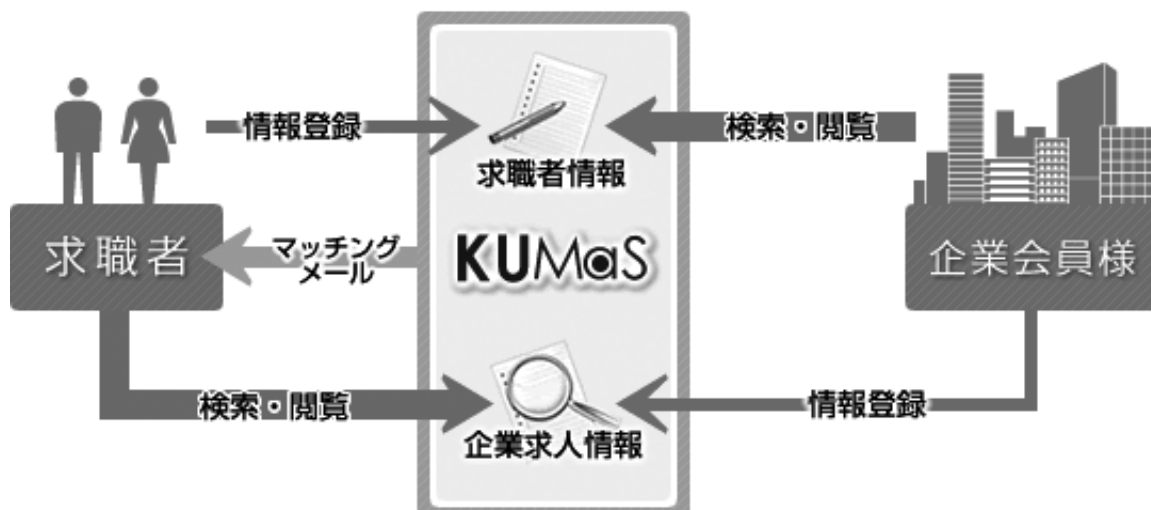 情報登録
検索・閲覧
求職者情報
求職者
マッチング
メール
KUMaS
企業会員様
検索・閲覧
情報登録
企業求人情報